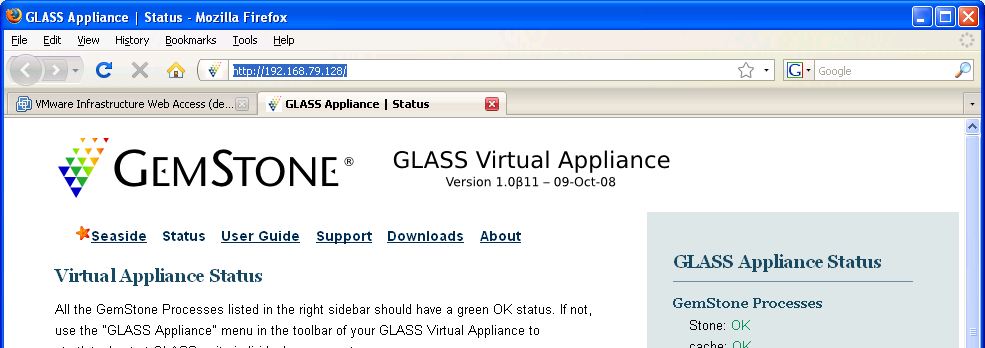 GLASS Appliance | Status - Mozilla Firefox
File Edit View History Bookmarks Tools Help
http://192.168.79.128/
Google
VMware Infrastructure Web Access (de...
GLASS Appliance | Status
GEMSTONE®
GLASS Virtual Appliance
Version 1.0β11 – 09-Oct-08
Seaside Status User Guide Support Downloads About
Virtual Appliance Status
All the GemStone Processes listed in the right sidebar should have a green OK status. If not,
use the "GLASS Appliance" menu in the toolbar of your GLASS Virtual Appliance to
GLASS Appliance Status
GemStone Processes
Stone: OK
cache: OK